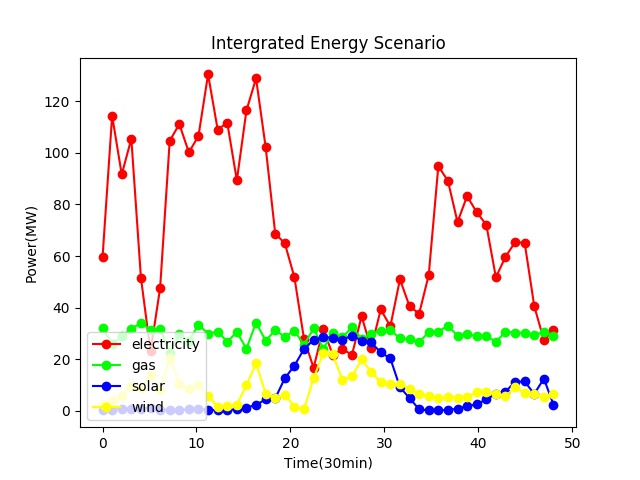 Intergrated Energy Scenario
Power(MW)
120
100
80
60
40
20
0
electricity
gas
solar
wind
0 10 20 30 40 50
Time(30min)